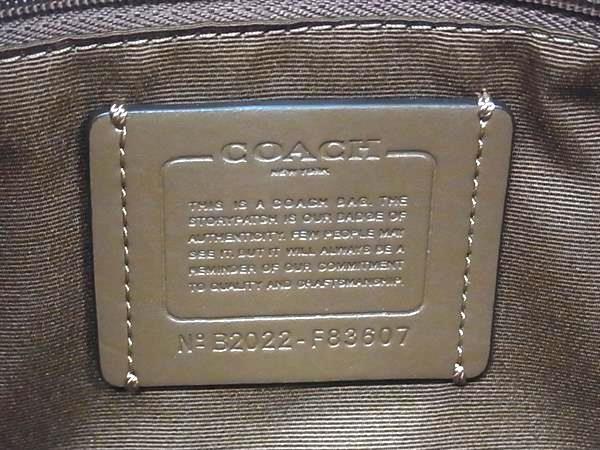 COACH
NEW YORK
THIS IS A COACH BAG. THE
STORYPATCH IS OUR BADGE OF
AUTHENTICITY. FEW PEOPLE MAY
SEE IT, BUT IT WILL ALWAYS BE A
REMINDER OF OUR COMMITMENT
TO QUALITY AND CRAFTSMANSHIP.
Nº B2022-F83607